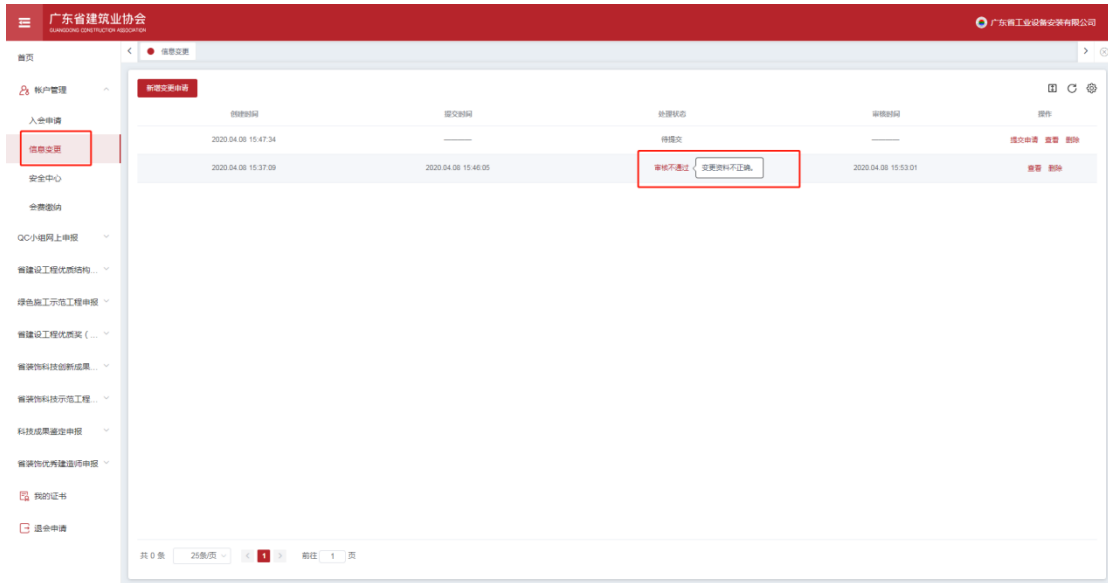 广东省建筑业协会
GUANGDONG CONSTRUCTION ASSOCIATION
广东省工业设备安装有限公司
首页
帐户管理
入会申请
信息变更
安全中心
会费缴纳
QC小组网上申报
省建设工程优质结构...
绿色施工示范工程申报
省建设工程优质奖（...
省装饰科技创新成果...
省装饰科技示范工程...
科技成果鉴定申报
省装饰优秀建造师申报
我的证书
退会申请
信息变更
新增变更申请
创建时间 提交时间 处理状态 审核时间 操作
2020.04.08 15:47:34 ——— 待提交 ——— 提交申请 查看 删除
2020.04.08 15:37:09 2020.04.08 15:46:05 审核不通过 变更资料不正确。 2020.04.08 15:53:01 查看 删除
共 0 条 25条/页 1 前往 1 页